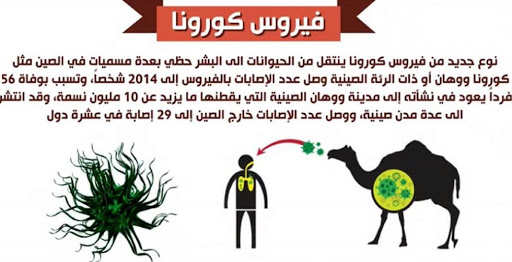 فيروس كورونا
نوع جديد من فيروس كورونا ينتقل من الحيوانات الى البشر حظي بعدة مسميات في الصين مثل
كورونا ووهان أو ذات الرئة الصينية وصل عدد الإصابات بالفيروس إلى 2014 شخصاً، وتسبب بوفاة 56
فرداً يعود في نشأته إلى مدينة ووهان الصينية التي يقطنها ما يزيد عن 10 مليون نسمة، وقد انتشر
الى عدة مدن صينية، ووصل عدد الإصابات خارج الصين إلى 29 إصابة في عشرة دول